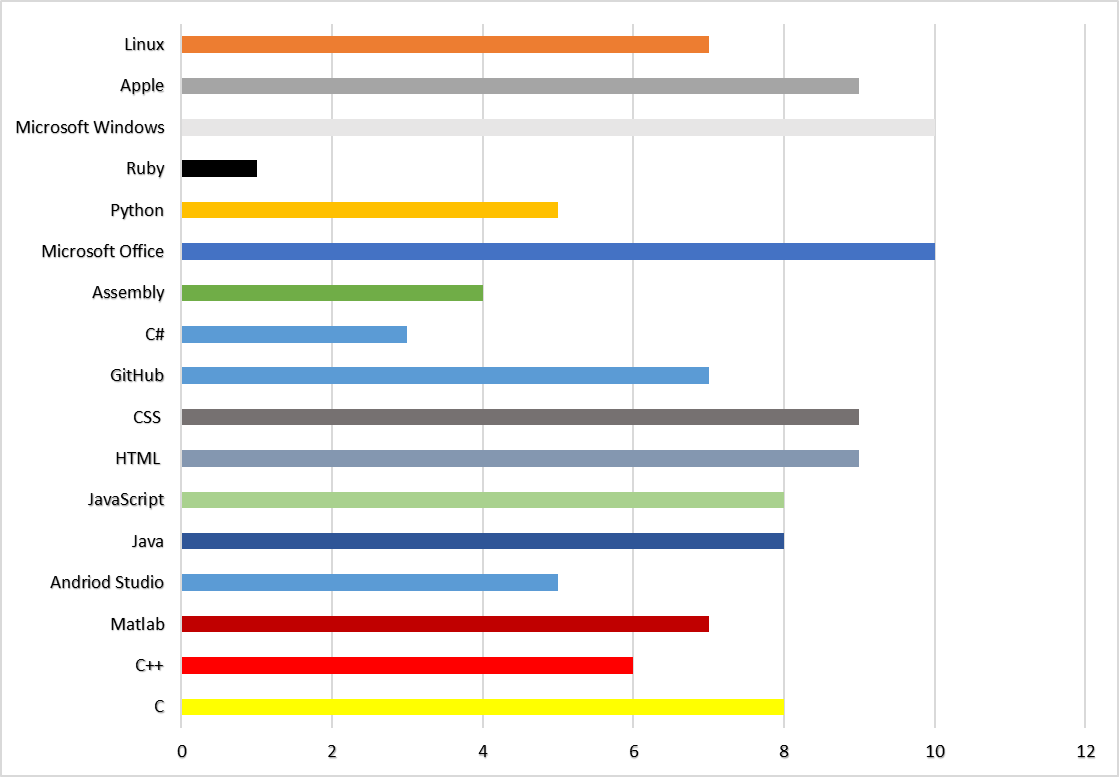 Linux
Apple
Microsoft Windows
Ruby
Python
Microsoft Office
Assembly
C#
GitHub
CSS
HTML
JavaScript
Java
Andriod Studio
Matlab
C++
C
0 2 4 6 8 10 12